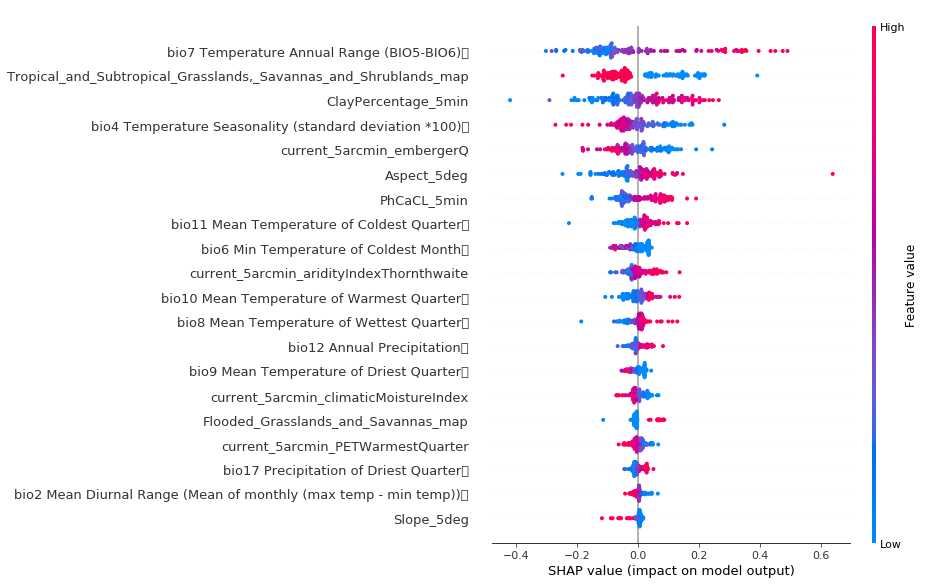 High
bio7 Temperature Annual Range (BIO5-BIO6)
Tropical_and_Subtropical_Grasslands,_Savannas_and_Shrublands_map
ClayPercentage_5min
bio4 Temperature Seasonality (standard deviation *100)
current_5arcmin_embergerQ
Aspect_5deg
PhCaCL_5min
bio11 Mean Temperature of Coldest Quarter
bio6 Min Temperature of Coldest Month
current_5arcmin_aridityIndexThornthwaite
bio10 Mean Temperature of Warmest Quarter
bio8 Mean Temperature of Wettest Quarter
bio12 Annual Precipitation
bio9 Mean Temperature of Driest Quarter
current_5arcmin_climaticMoistureIndex
Flooded_Grasslands_and_Savannas_map
current_5arcmin_PETWarmestQuarter
bio17 Precipitation of Driest Quarter
bio2 Mean Diurnal Range (Mean of monthly (max temp - min temp))
Slope_5deg
Feature value
Low
−0.4 −0.2 0.0 0.2 0.4 0.6
SHAP value (impact on model output)